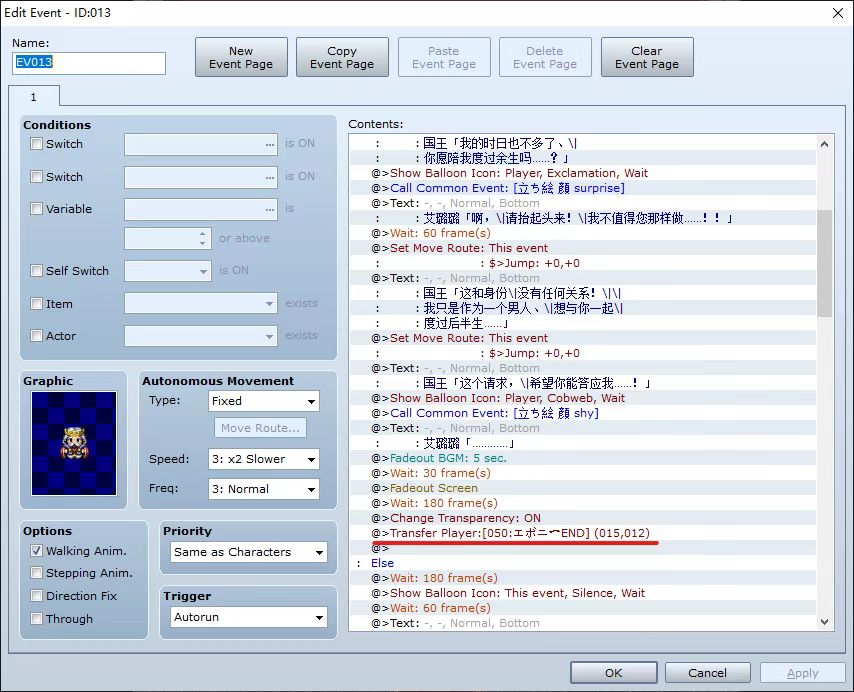 Edit Event - ID:013
Name:
EV013
New
Event Page
Copy
Event Page
Paste
Event Page
Delete
Event Page
Clear
Event Page
1
Conditions
Switch
... is ON
Switch
... is ON
Variable
... is
or above
Self Switch
is ON
Item
exists
Actor
exists
Graphic
Autonomous Movement
Type:
Fixed
Move Route...
Speed:
3: x2 Slower
Freq:
3: Normal
Options
Walking Anim.
Stepping Anim.
Direction Fix
Through
Priority
Same as Characters
Trigger
Autorun
Contents:
: : 国王「我的时日也不多了、\|
: : 你愿陪我度过余生吗……？」
@>Show Balloon Icon: Player, Exclamation, Wait
@>Call Common Event: [立ち絵 顔 surprise]
@>Text: -, -, Normal, Bottom
: : 艾璐璐「啊，\|请抬起头来！\|我不值得您那样做……！！」
@>Wait: 60 frame(s)
@>Set Move Route: This event
: : $>Jump: +0,+0
@>Text: -, -, Normal, Bottom
: : 国王「这和身份\|没有任何关系！\|\|
: : 我只是作为一个男人、\|想与你一起\|
: : 度过后半生……」
@>Set Move Route: This event
: : $>Jump: +0,+0
@>Text: -, -, Normal, Bottom
: : 国王「这个请求，\|希望你能答应我……！」
@>Show Balloon Icon: Player, Cobweb, Wait
@>Call Common Event: [立ち絵 顔 shy]
@>Text: -, -, Normal, Bottom
: : 艾璐璐「…………」
@>Fadeout BGM: 5 sec.
@>Wait: 30 frame(s)
@>Fadeout Screen
@>Wait: 180 frame(s)
@>Change Transparency: ON
@>Transfer Player:[050:エボニーEND] (015,012)
@>
: Else
@>Wait: 180 frame(s)
@>Show Balloon Icon: This event, Silence, Wait
@>Wait: 60 frame(s)
@>Text: -, -, Normal, Bottom
OK
Cancel
Apply